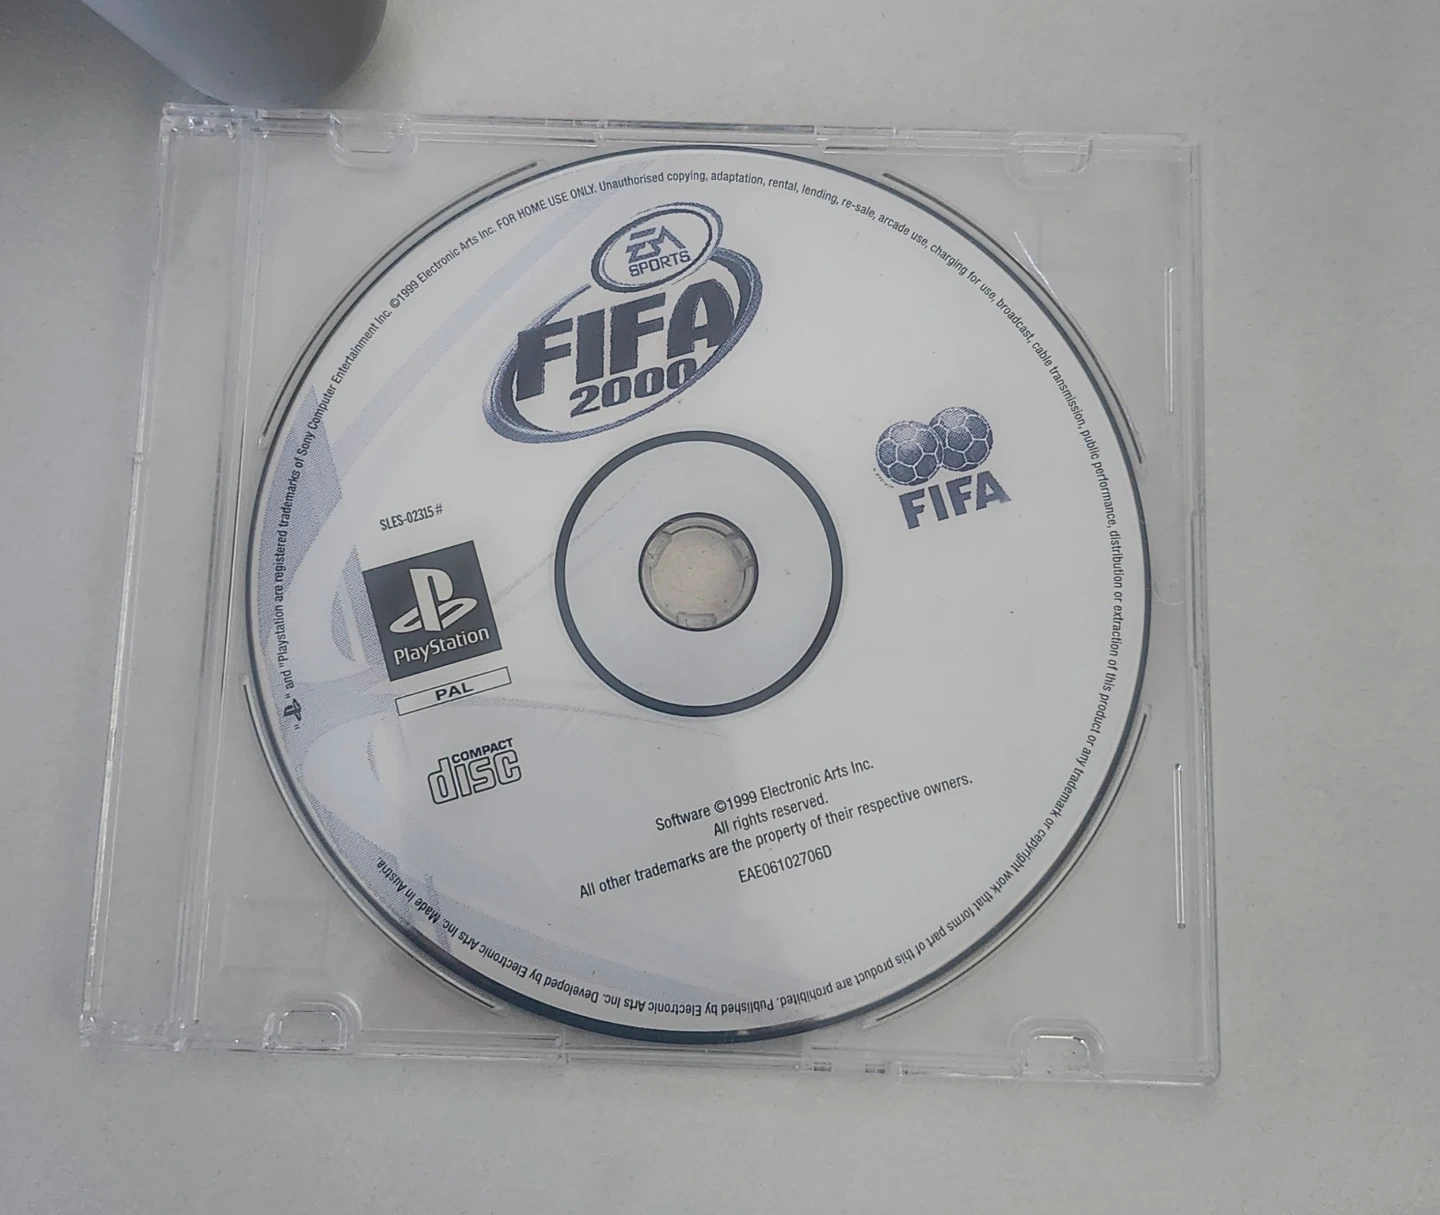 "PS" and "Playstation are registered trademarks of Sony Computer Entertainment Inc. ©1999 Electronic Arts Inc. FOR HOME USE ONLY. Unauthorised copying, adaptation, rental, lending, re-sale, arcade use, charging for use, broadcast, cable transmission, public performance, distribution or extraction of this product or any trademark or copyright work that forms part of this product are prohibited. Published by Electronic Arts Inc. Developed by Electronic Arts Inc. Made in Austria.
EA
SPORTS
FIFA
2000
FIFA
SLES-02315#
PlayStation
PAL
COMPACT
disc
Software ©1999 Electronic Arts Inc.
All rights reserved.
All other trademarks are the property of their respective owners.
EAE06102706D